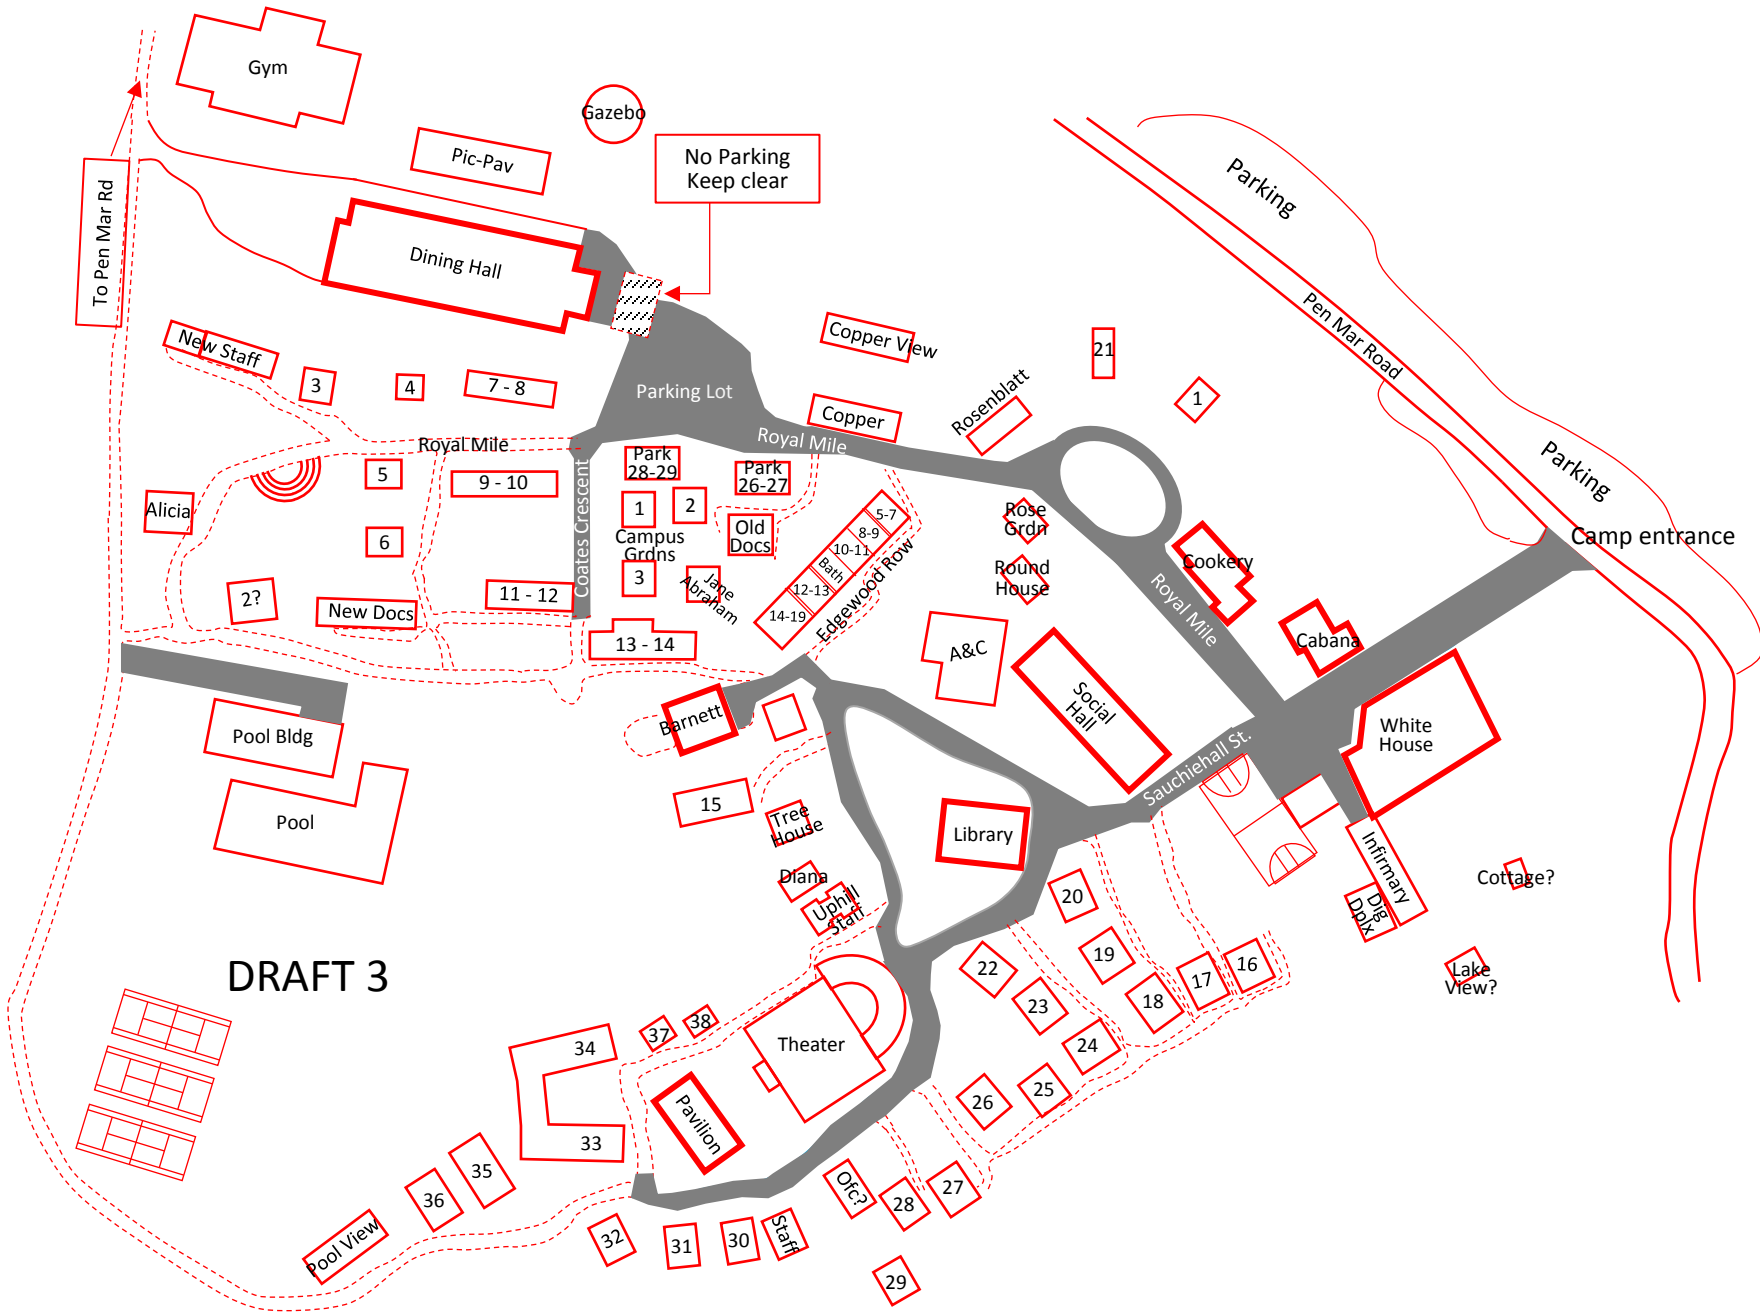 Gym
Gazebo
Pic-Pav
No Parking
Keep clear
To Pen Mar Rd
Dining Hall
Parking
Pen Mar Road
Parking
Camp entrance
New Staff
3
4
7 - 8
Parking Lot
Copper View
Copper
Rosenblatt
21
1
Royal Mile
Royal Mile
5
9 - 10
Coates Crescent
Park
28-29
Park
26-27
1
2
Campus
Grdns
Old
Docs
3
Jane
Abraham
Alicia
6
2?
New Docs
11 - 12
13 - 14
5-7
8-9
10-11
Bath
12-13
14-19
Edgewood Row
Rose
Grdn
Round
House
Cookery
Royal Mile
Cabana
A&C
Social
Hall
White
House
Sauchiehall St.
Barnett
Pool Bldg
Pool
15
Tree
House
Diana
Uphill
Staff
Library
Infirmary
Dig
Dplx
Cottage?
Lake
View?
20
19
18
17
16
22
23
24
25
26
DRAFT 3
34
37
38
Theater
Pavilion
33
35
36
Pool View
32
31
30
Staff
Ofc?
28
27
29